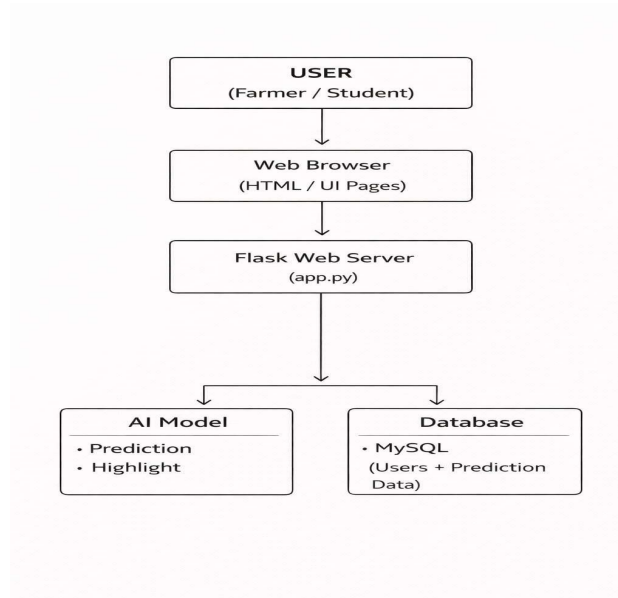 USER
(Farmer / Student)
Web Browser
(HTML / UI Pages)
Flask Web Server
(app.py)
AI Model
• Prediction
• Highlight
Database
• MySQL
(Users + Prediction
Data)